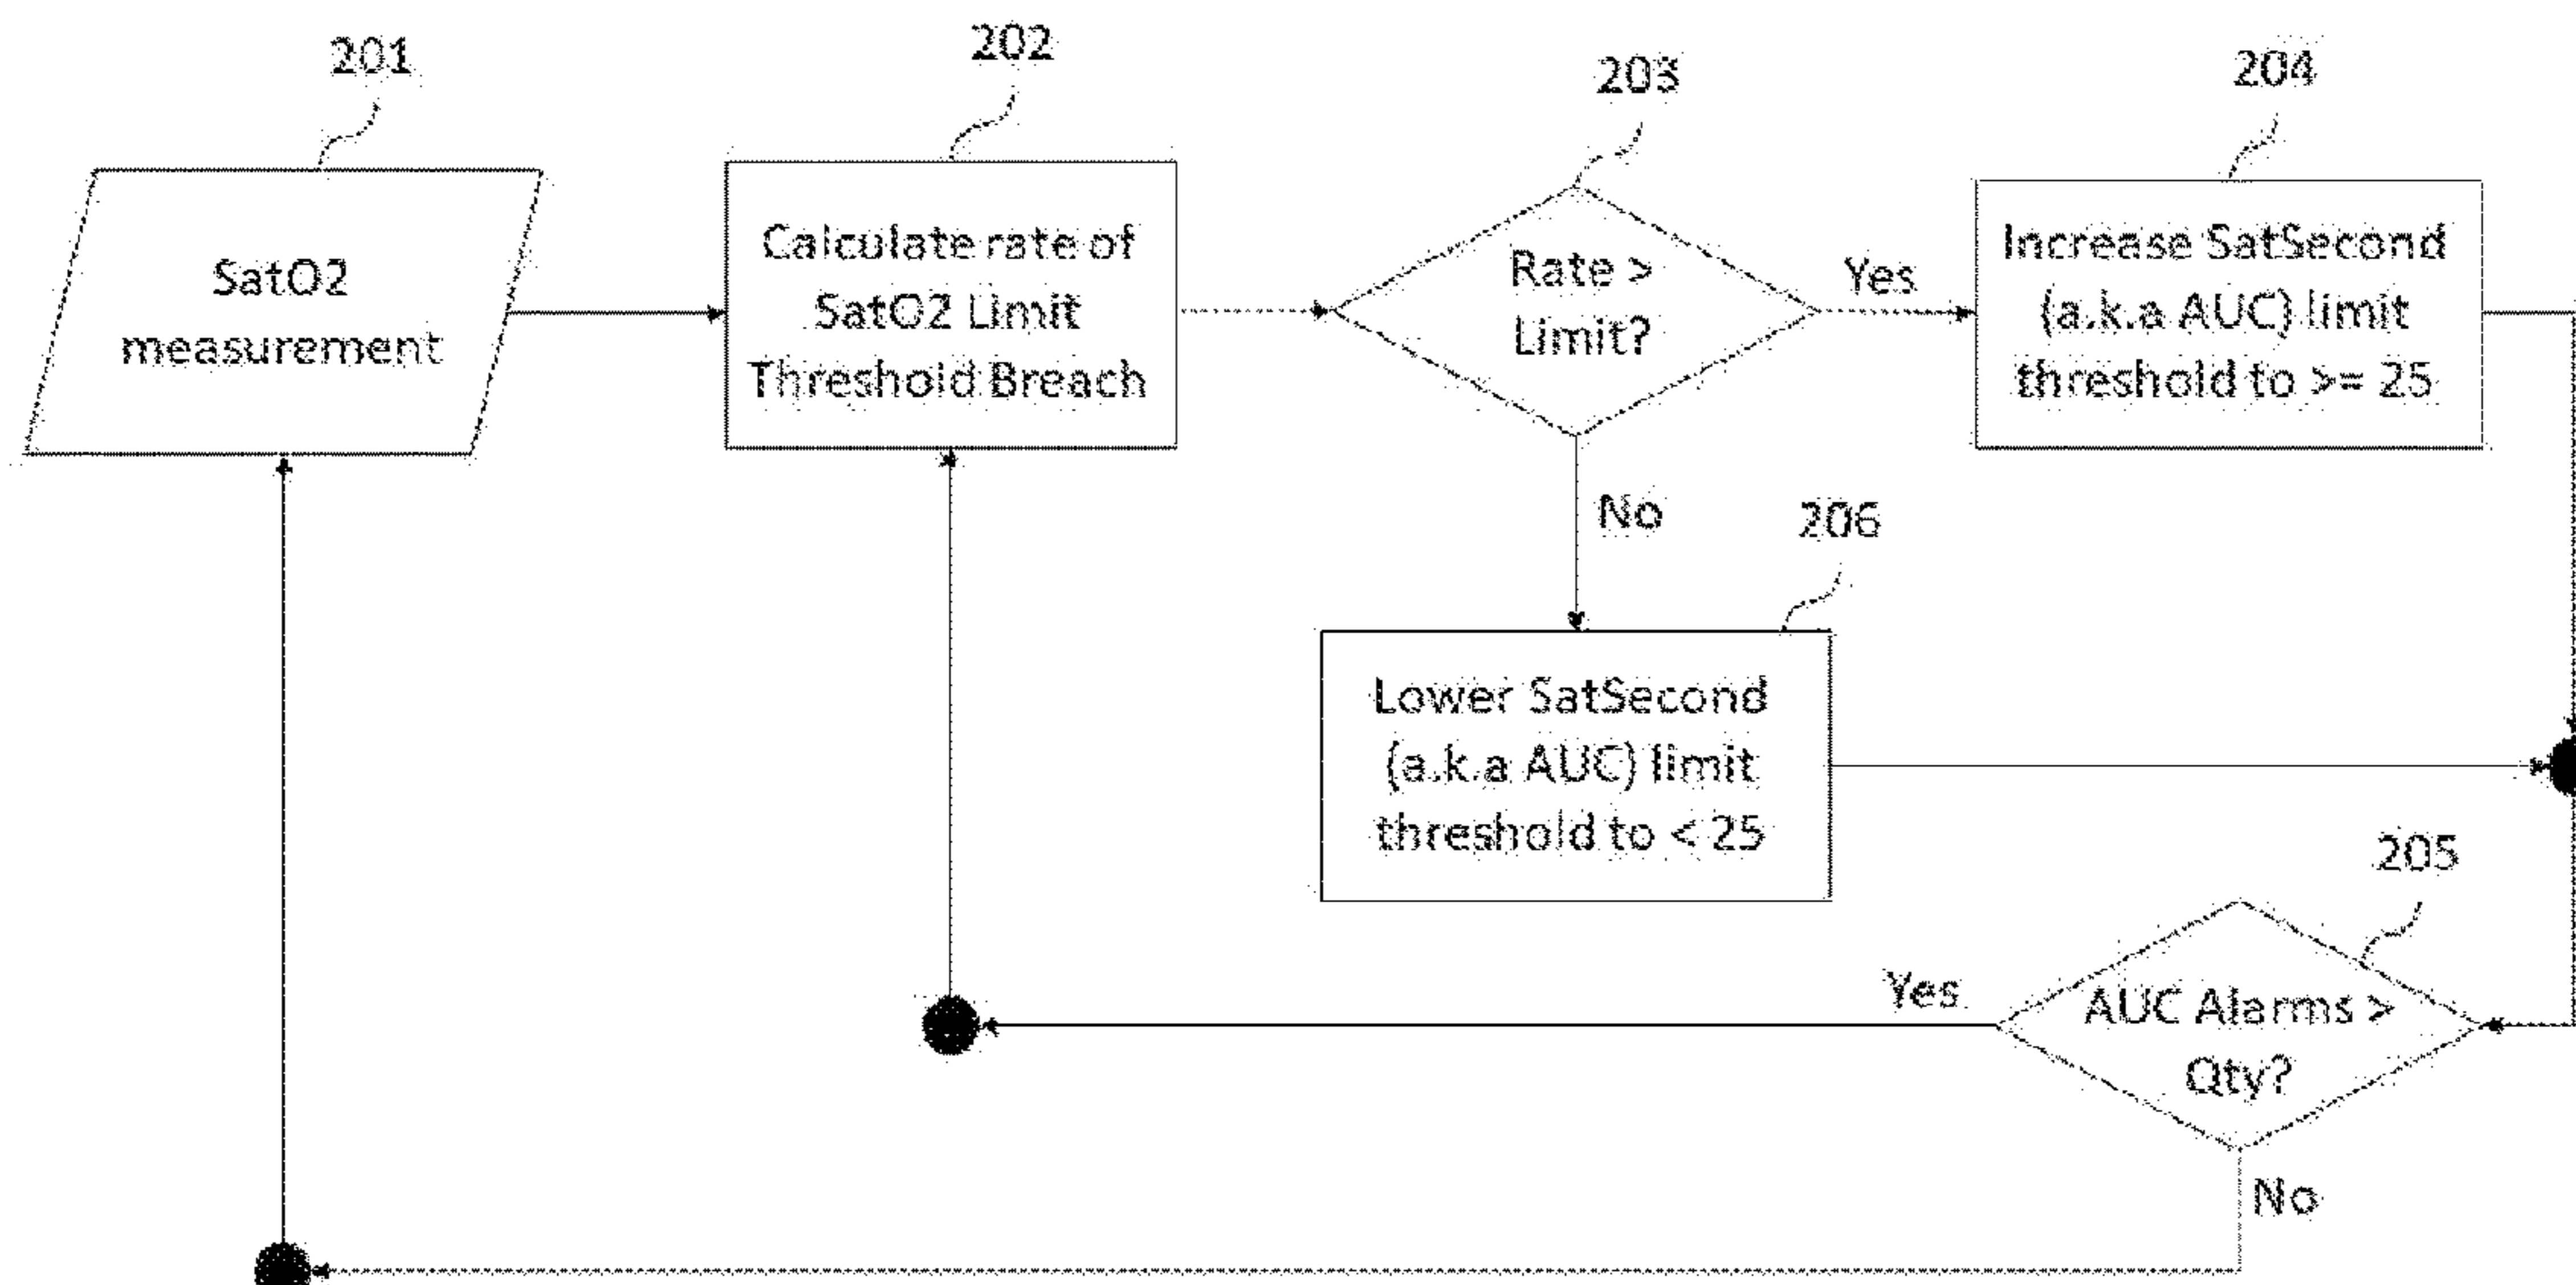 201
202
203
204
SatO2
measurement
Calculate rate of
SatO2 Limit
Threshold Breach
Rate >
Limit?
Yes
Increase SatSecond
(a.k.a AUC) limit
threshold to >= 25
No
206
Lower SatSecond
(a.k.a AUC) limit
threshold to < 25
205
Yes
AUC Alarms >
Qty?
No